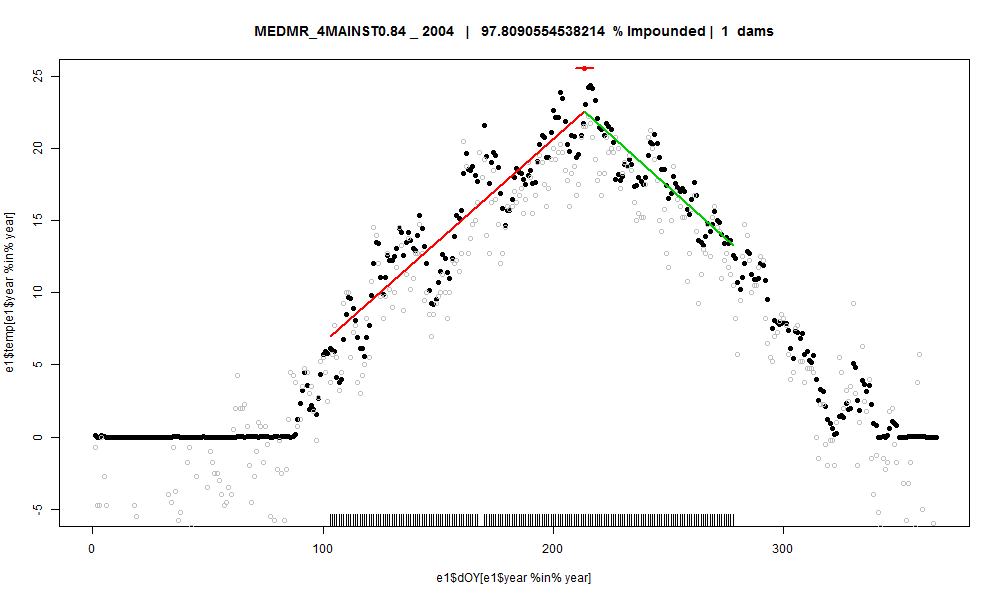 MEDMR_4MAINST0.84 _ 2004 | 97.8090554538214 % Impounded | 1 dams
25
20
15
10
5
0
-5
e1$temp[e1$year %in% year]
0 100 200 300
e1$dOY[e1$year %in% year]